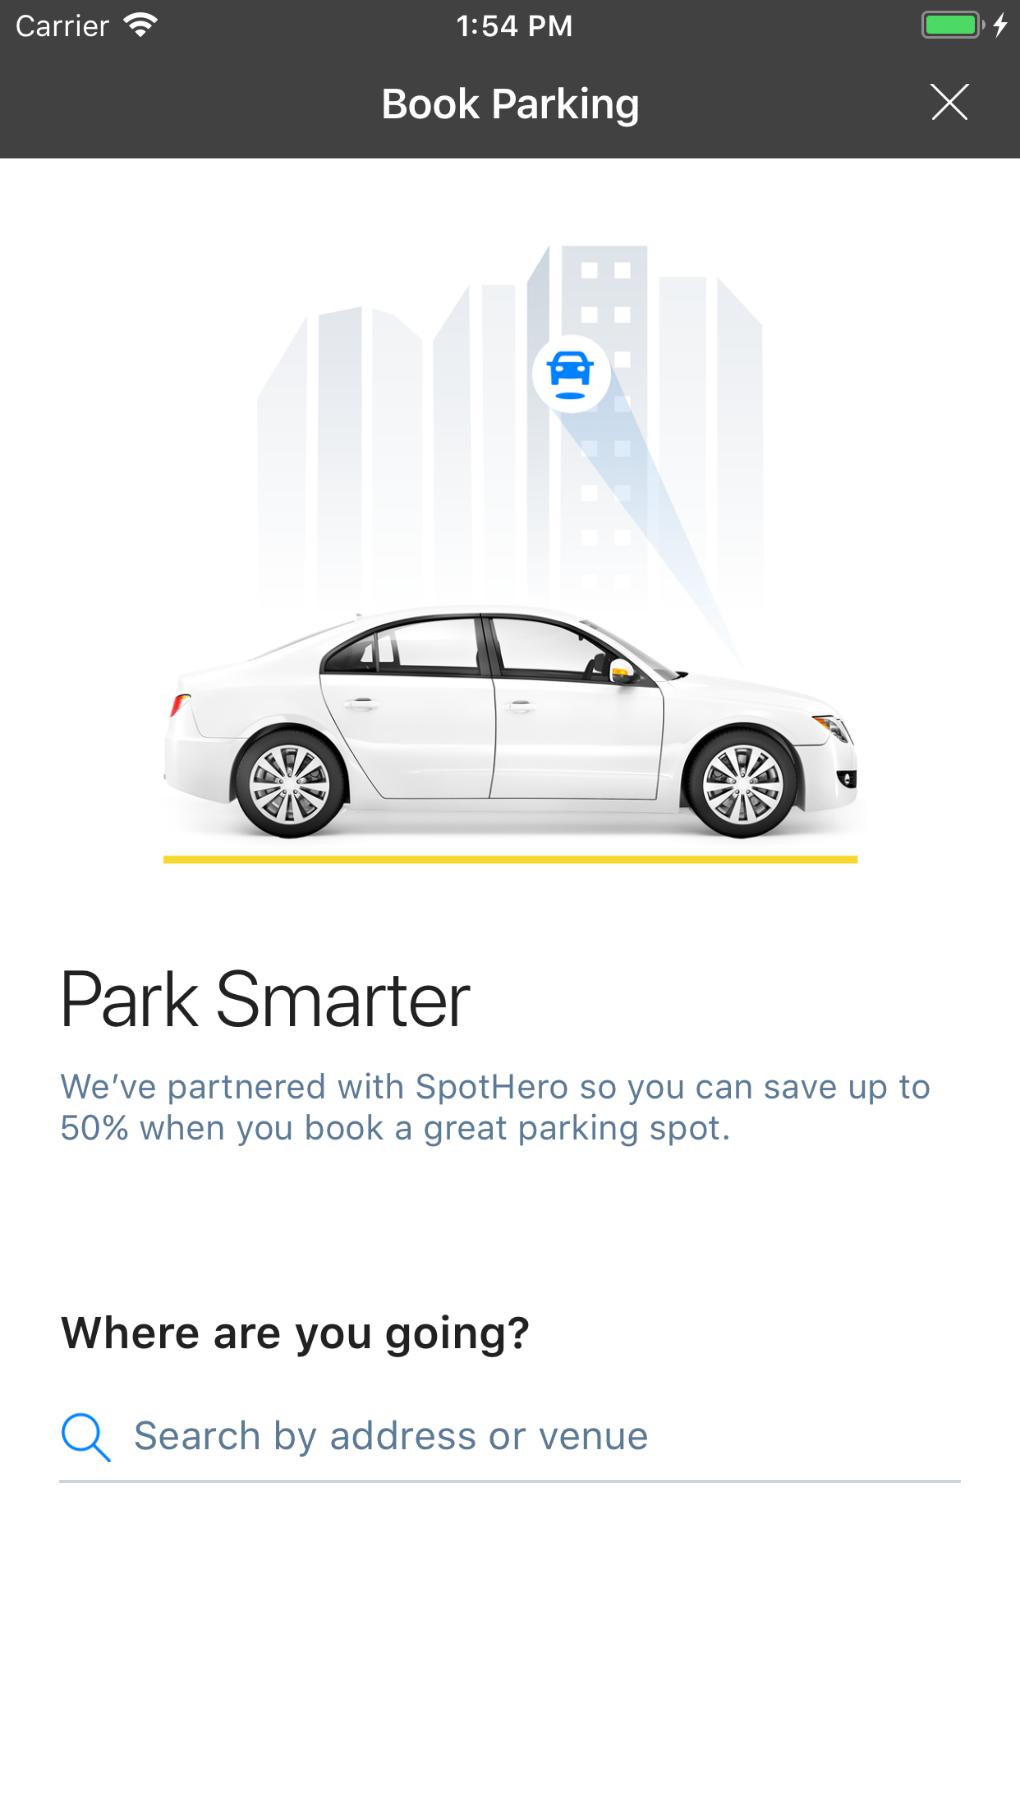 Carrier 1:54 PM
Book Parking
Park Smarter
We’ve partnered with SpotHero so you can save up to
50% when you book a great parking spot.
Where are you going?
Search by address or venue